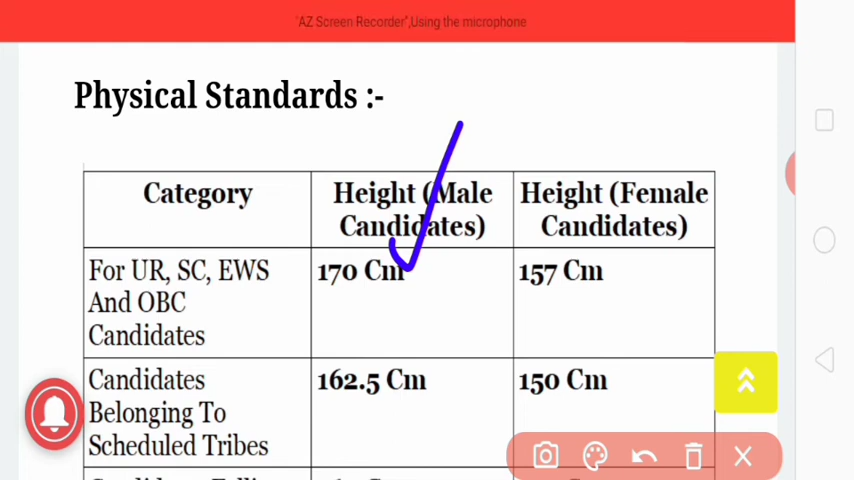 "AZ Screen Recorder",Using the microphone
Physical Standards :-
Category
Height (Male
Candidates)
Height (Female
Candidates)
For UR, SC, EWS
And OBC
Candidates
170 Cm
157 Cm
Candidates
Belonging To
Scheduled Tribes
162.5 Cm
150 Cm